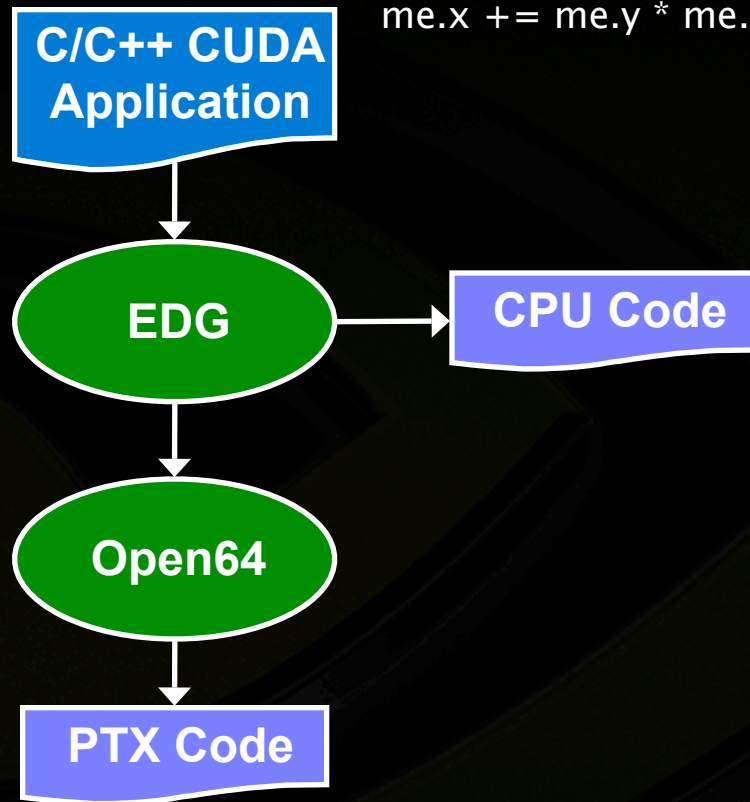 me.x += me.y * me.
C/C++ CUDA
Application
EDG
CPU Code
Open64
PTX Code